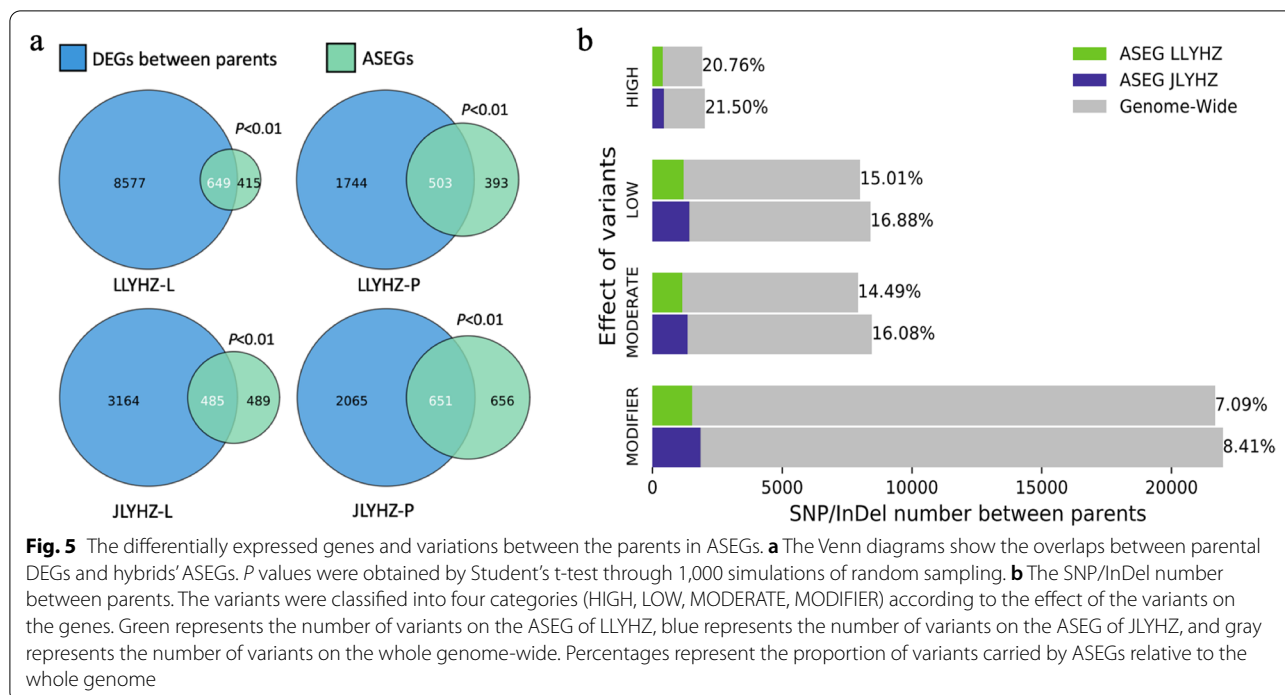 a
DEGs between parents
ASEGs
P<0.01
8577
649
415
LLYHZ-L
P<0.01
1744
503
393
LLYHZ-P
P<0.01
3164
485
489
JLYHZ-L
P<0.01
2065
651
656
JLYHZ-P
b
ASEG LLYHZ
ASEG JLYHZ
Genome-Wide
Effect of variants
HIGH
20.76%
21.50%
LOW
15.01%
16.88%
MODERATE
14.49%
16.08%
MODIFIER
7.09%
8.41%
0 5000 10000 15000 20000
SNP/InDel number between parents
Fig. 5 The differentially expressed genes and variations between the parents in ASEGs. a The Venn diagrams show the overlaps between parental
DEGs and hybrids’ ASEGs. P values were obtained by Student’s t-test through 1,000 simulations of random sampling. b The SNP/InDel number
between parents. The variants were classified into four categories (HIGH, LOW, MODERATE, MODIFIER) according to the effect of the variants on
the genes. Green represents the number of variants on the ASEG of LLYHZ, blue represents the number of variants on the ASEG of JLYHZ, and gray
represents the number of variants on the whole genome-wide. Percentages represent the proportion of variants carried by ASEGs relative to the
whole genome